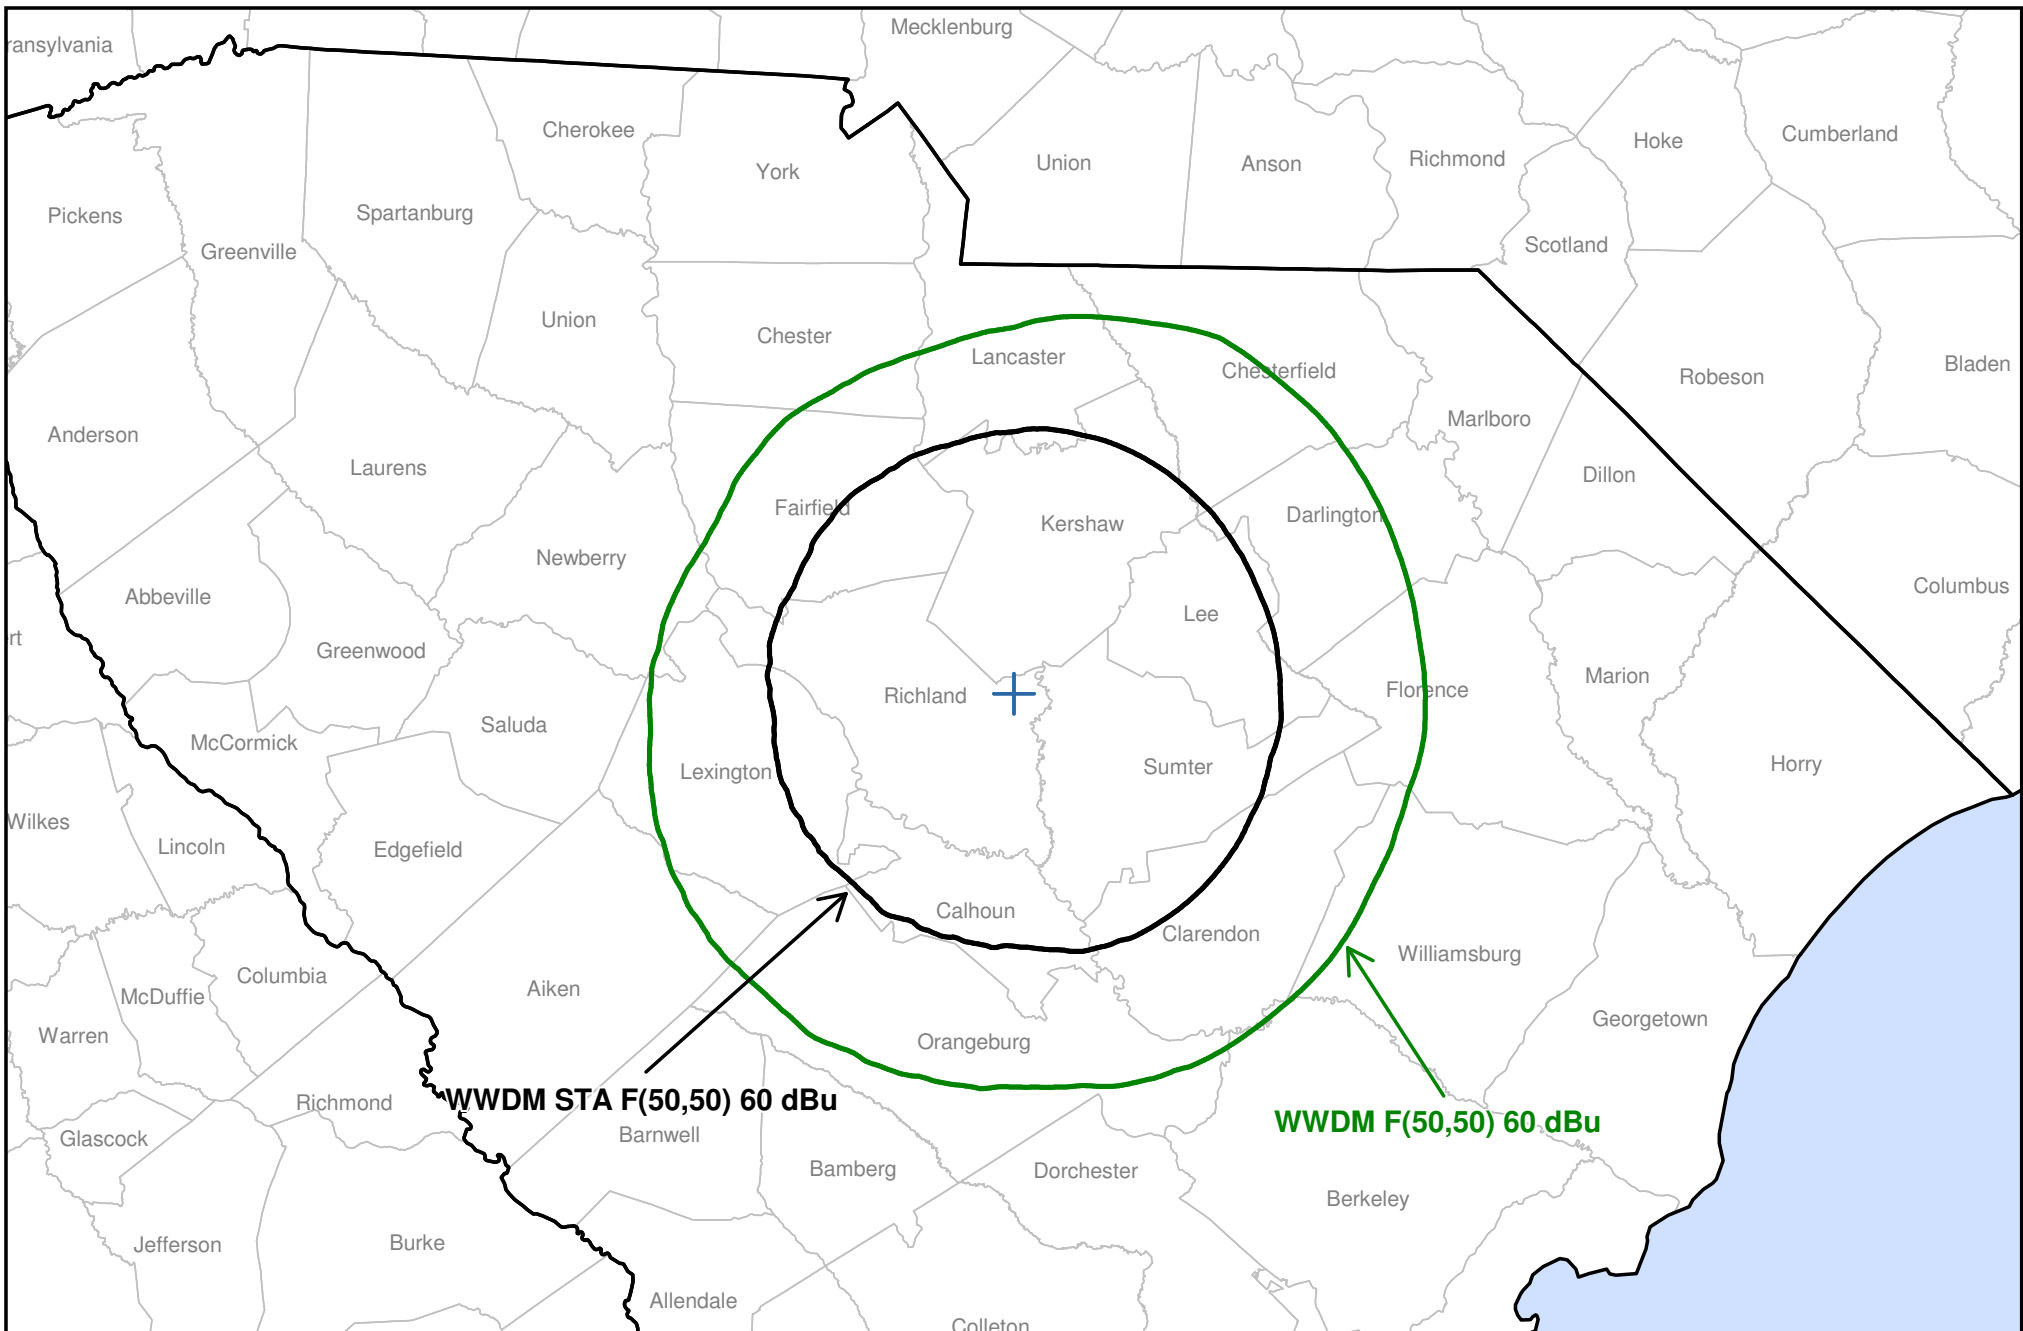 Mecklenburg
ransylvania
Cherokee
Cumberland
Hoke
Union
Anson
Richmond
York
Pickens
Spartanburg
Greenville
Scotland
Union
Chester
Lancaster
Chesterfield
Bladen
Robeson
Marlboro
Anderson
Laurens
Dillon
Fairfield
Kershaw
Darlington
Newberry
Columbus
Abbeville
Lee
rt
Greenwood
Marion
Florence
Richland
Saluda
McCormick
Lexington
Sumter
Horry
Wilkes
Lincoln
Edgefield
Calhoun
Clarendon
Williamsburg
Columbia
Aiken
McDuffie
Georgetown
Warren
Orangeburg
WWDM STA F(50,50) 60 dBu
Richmond
WWDM F(50,50) 60 dBu
Glascock
Barnwell
Bamberg
Dorchester
Berkeley
Jefferson
Burke
Allendale
Colleton